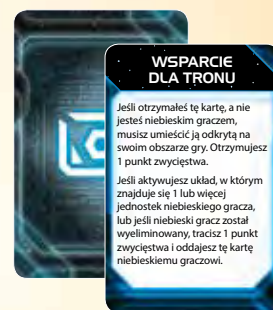 WSPARCIE
DLA TRONU
Jeśli otrzymałeś tę kartę, a nie
jesteś niebieskim graczem,
musisz umieścić ją odkrytą na
swoim obszarze gry. Otrzymujesz
1 punkt zwycięstwa.
Jeśli aktywujesz układ, w którym
znajduje się 1 lub więcej
jednostek niebieskiego gracza,
lub jeśli niebieski gracz został
wyeliminowany, tracisz 1 punkt
zwycięstwa i oddajesz tę kartę
niebieskiemu graczowi.